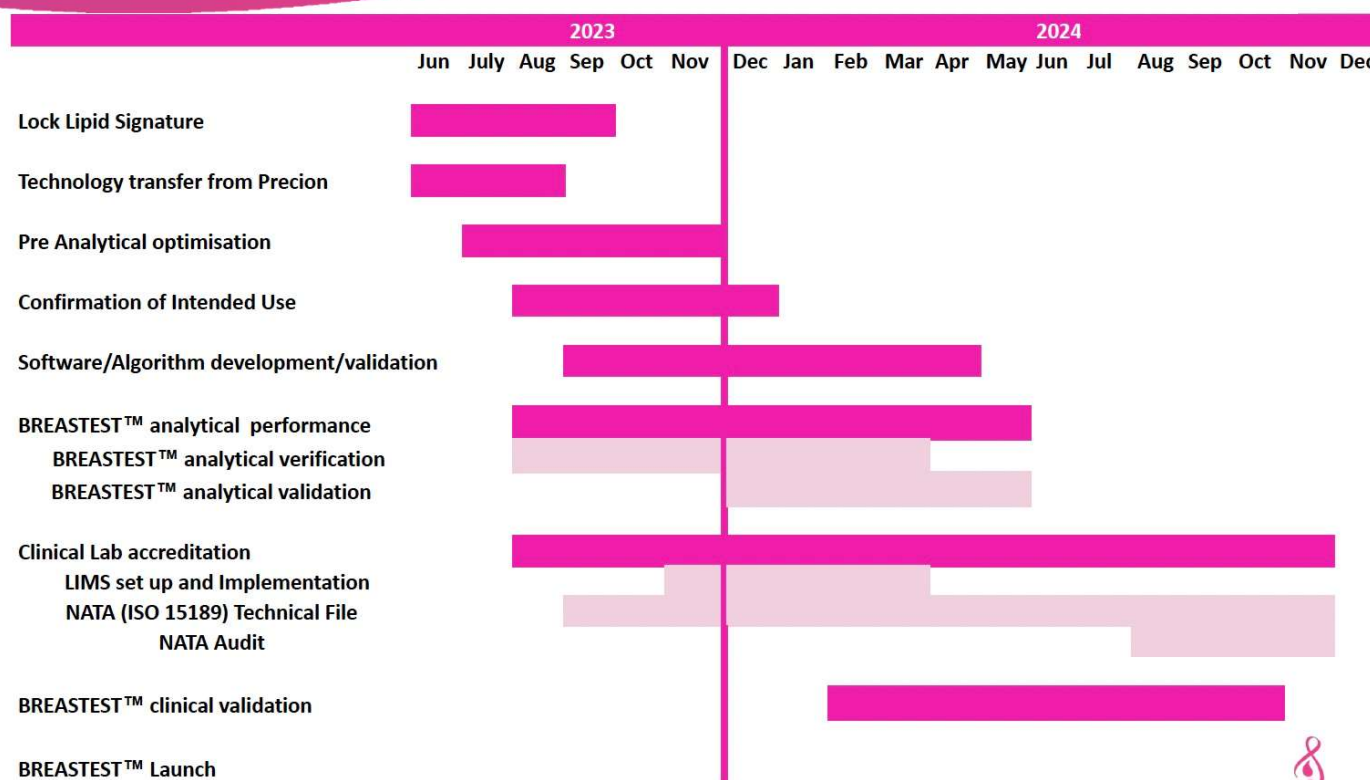 2023 2024
Jun July Aug Sep Oct Nov Dec Jan Feb Mar Apr May Jun Jul Aug Sep Oct Nov Dec
Lock Lipid Signature
Technology transfer from Precion
Pre Analytical optimisation
Confirmation of Intended Use
Software/Algorithm development/validation
BREASTEST™ analytical performance
BREASTEST™ analytical verification
BREASTEST™ analytical validation
Clinical Lab accreditation
LIMS set up and Implementation
NATA (ISO 15189) Technical File
NATA Audit
BREASTEST™ clinical validation
BREASTEST™ Launch